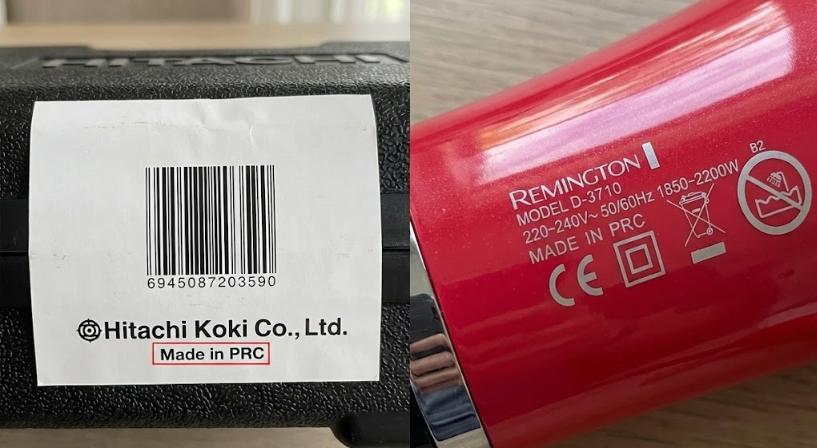 HITACHI
6945087203590
Hitachi Koki Co., Ltd.
Made in PRC
REMINGTON
MODEL D-3710
220-240V~ 50/60Hz 1850-2200W
MADE IN PRC
CE
B2